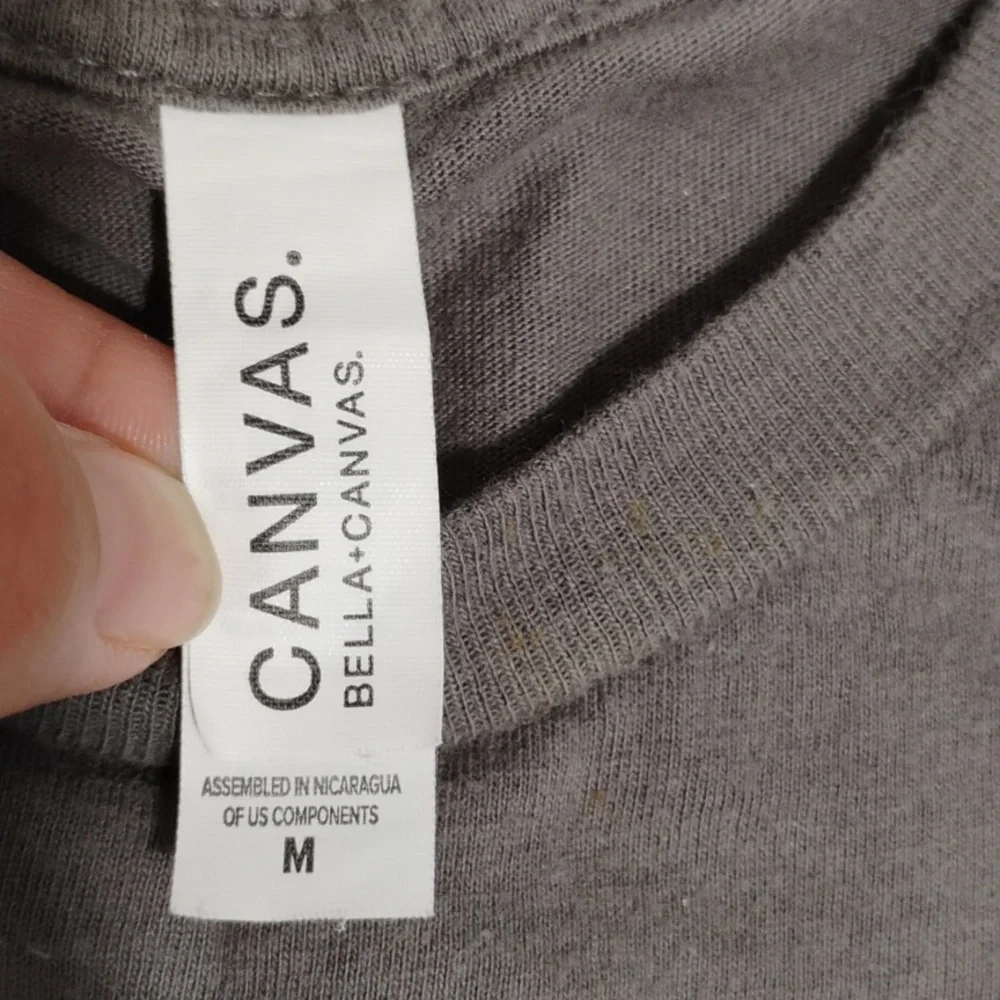 CANVAS.
BELLA+CANVAS.
ASSEMBLED IN NICARAGUA
OF US COMPONENTS
M